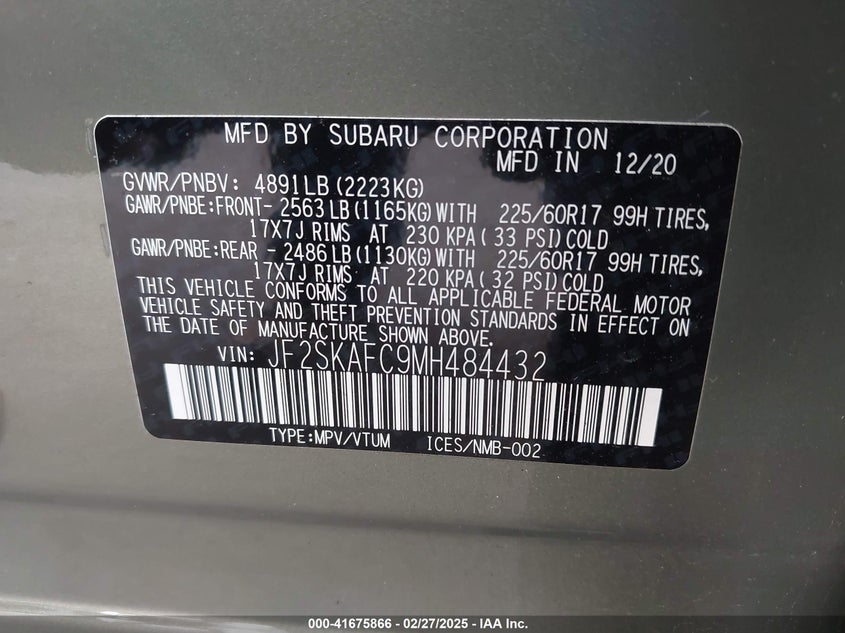 MFD BY SUBARU CORPORATION
MFD IN 12/20
GVWR/PNBV: 4891LB (2223KG)
GAWR/PNBE:FRONT- 2563 LB (1165KG) WITH 225/60R17 99H TIRES,
17X7J RIMS AT 230 KPA ( 33 PSI) COLD
GAWR/PNBE:REAR - 2486 LB (1130KG) WITH 225/60R17 99H TIRES,
17X7J RIMS AT 220 KPA ( 32 PSI) COLD
THIS VEHICLE CONFORMS TO ALL APPLICABLE FEDERAL MOTOR
VEHICLE SAFETY AND THEFT PREVENTION STANDARDS IN EFFECT ON
THE DATE OF MANUFACTURE SHOWN ABOVE.
VIN: JF2SKAFC9MH484432
TYPE:MPV/VTUM ICES/NMB-002
000-41675866 - 02/27/2025 - IAA Inc.